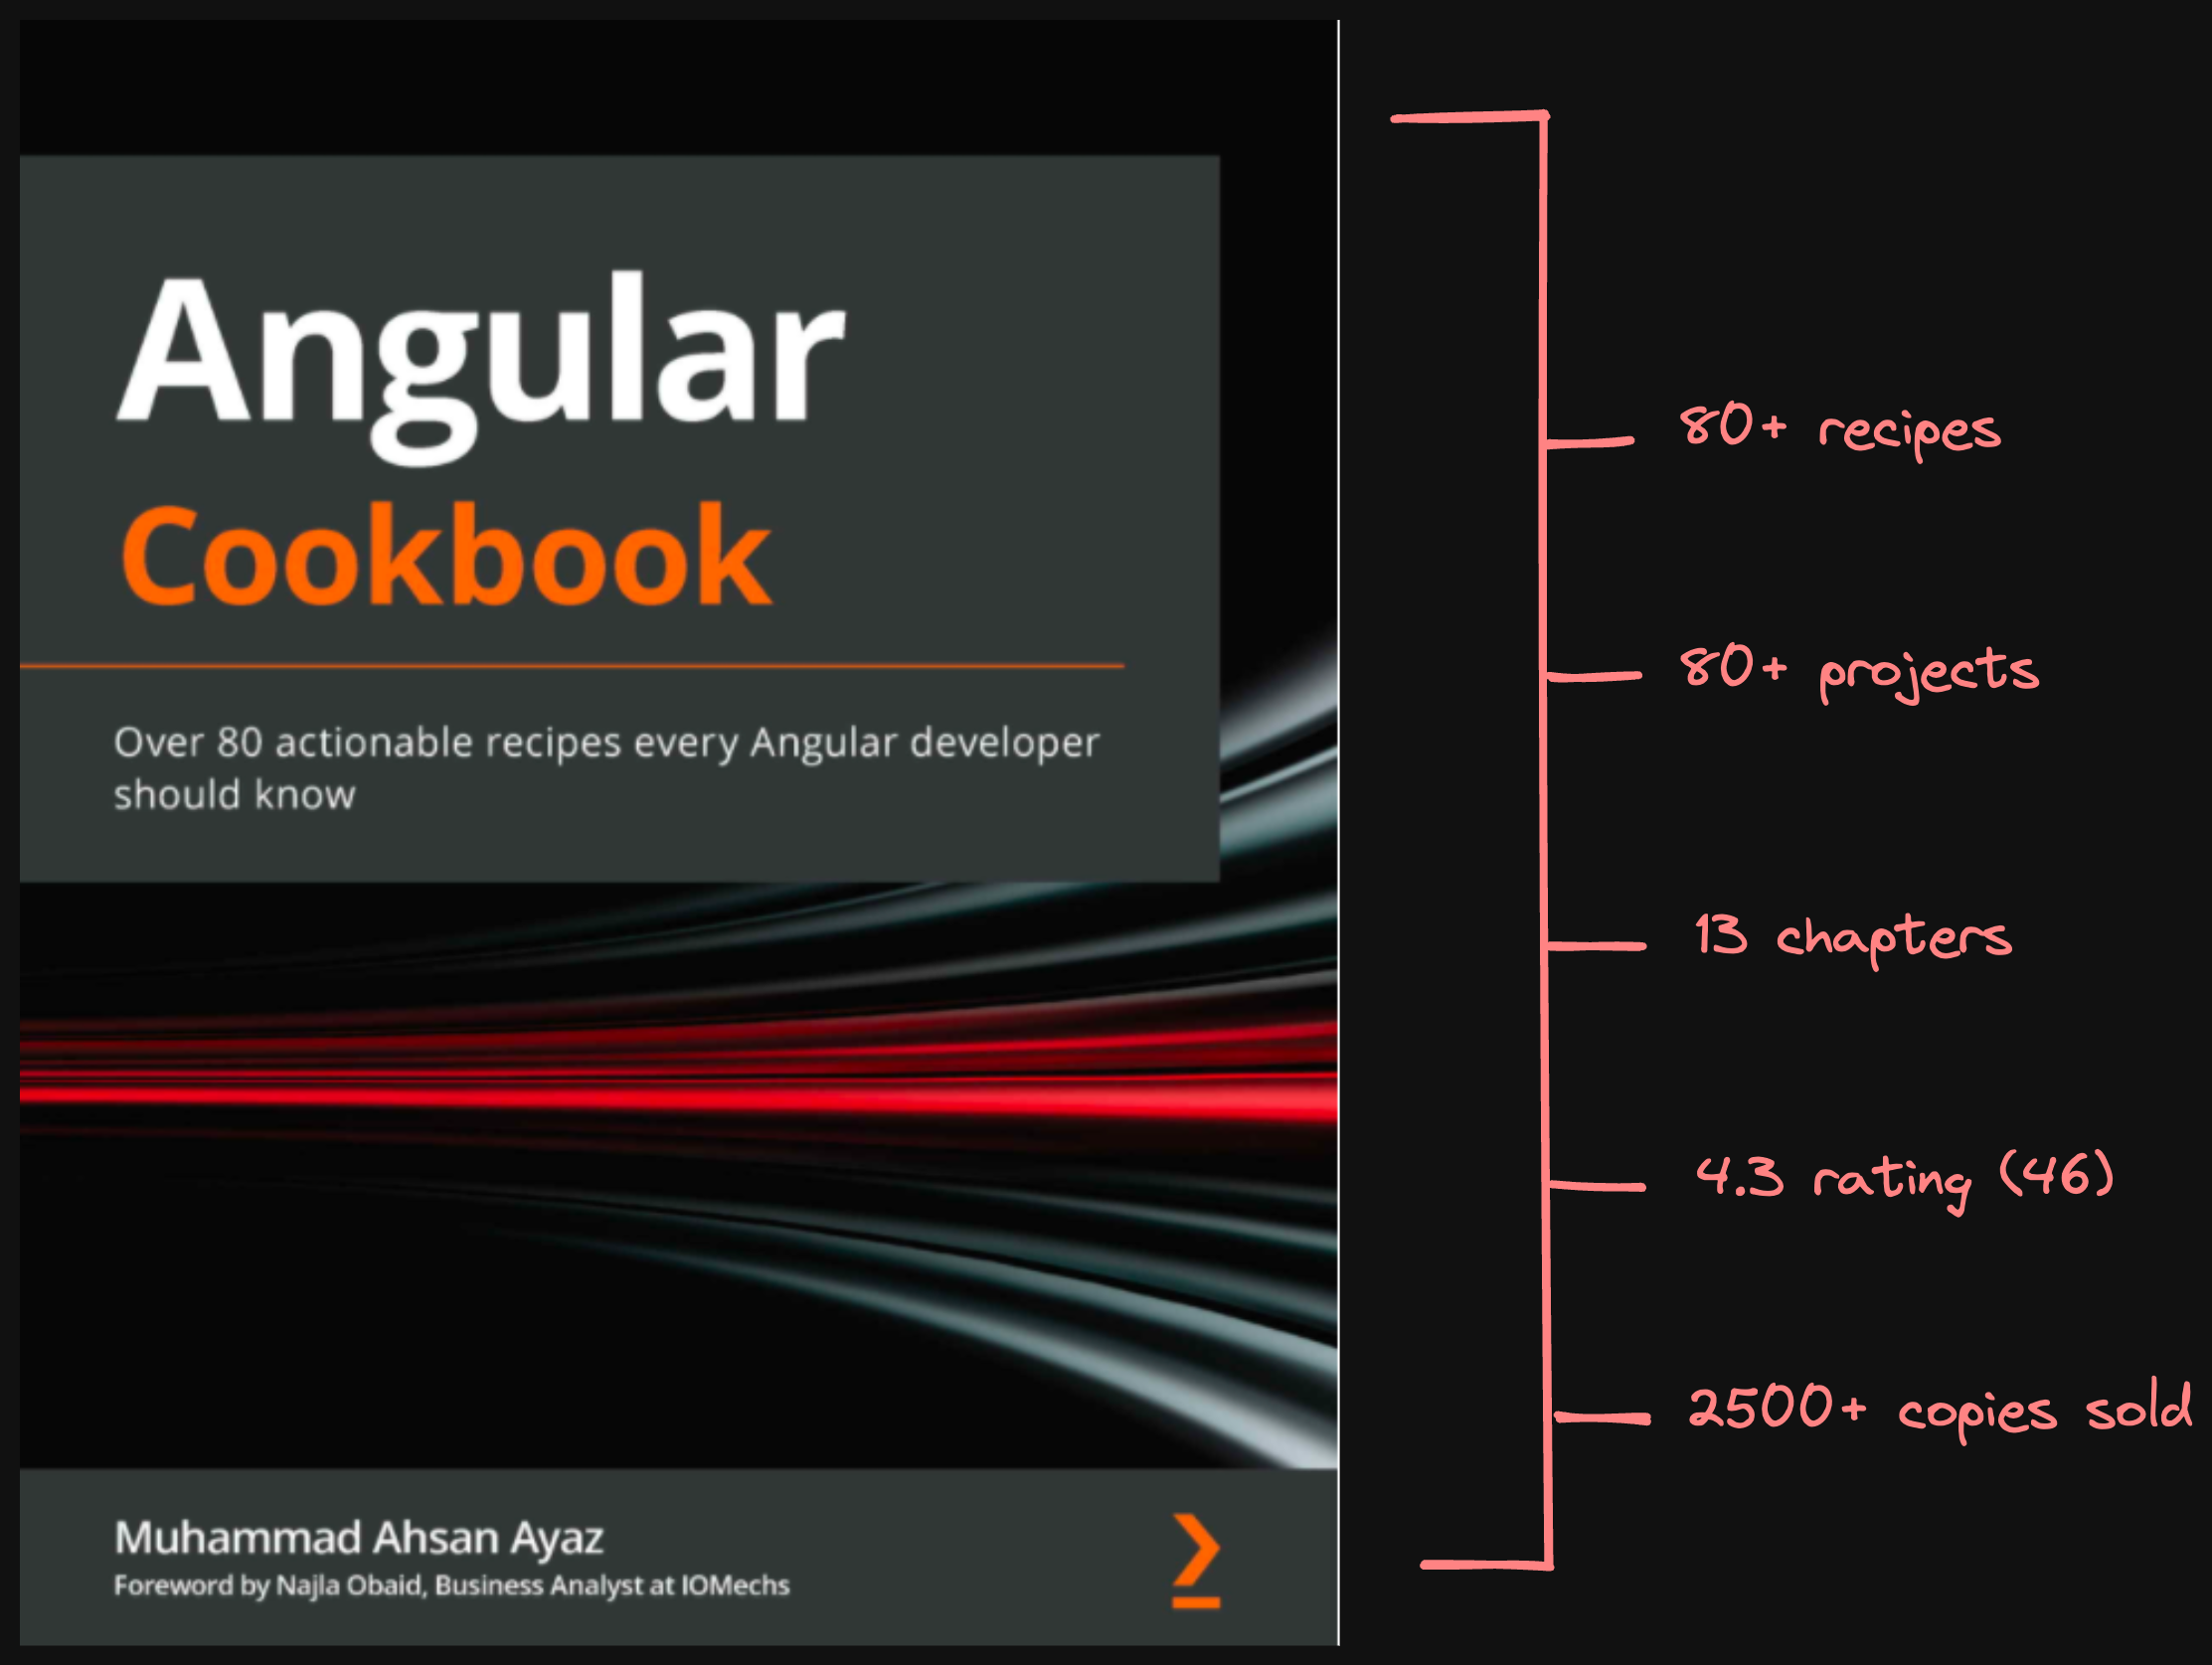 Angular
Cookbook
Over 80 actionable recipes every Angular developer
should know
Muhammad Ahsan Ayaz
Foreword by Najla Obaid, Business Analyst at IOMechs
80+ recipes
80+ projects
13 chapters
4.3 rating (46)
2500+ copies sold